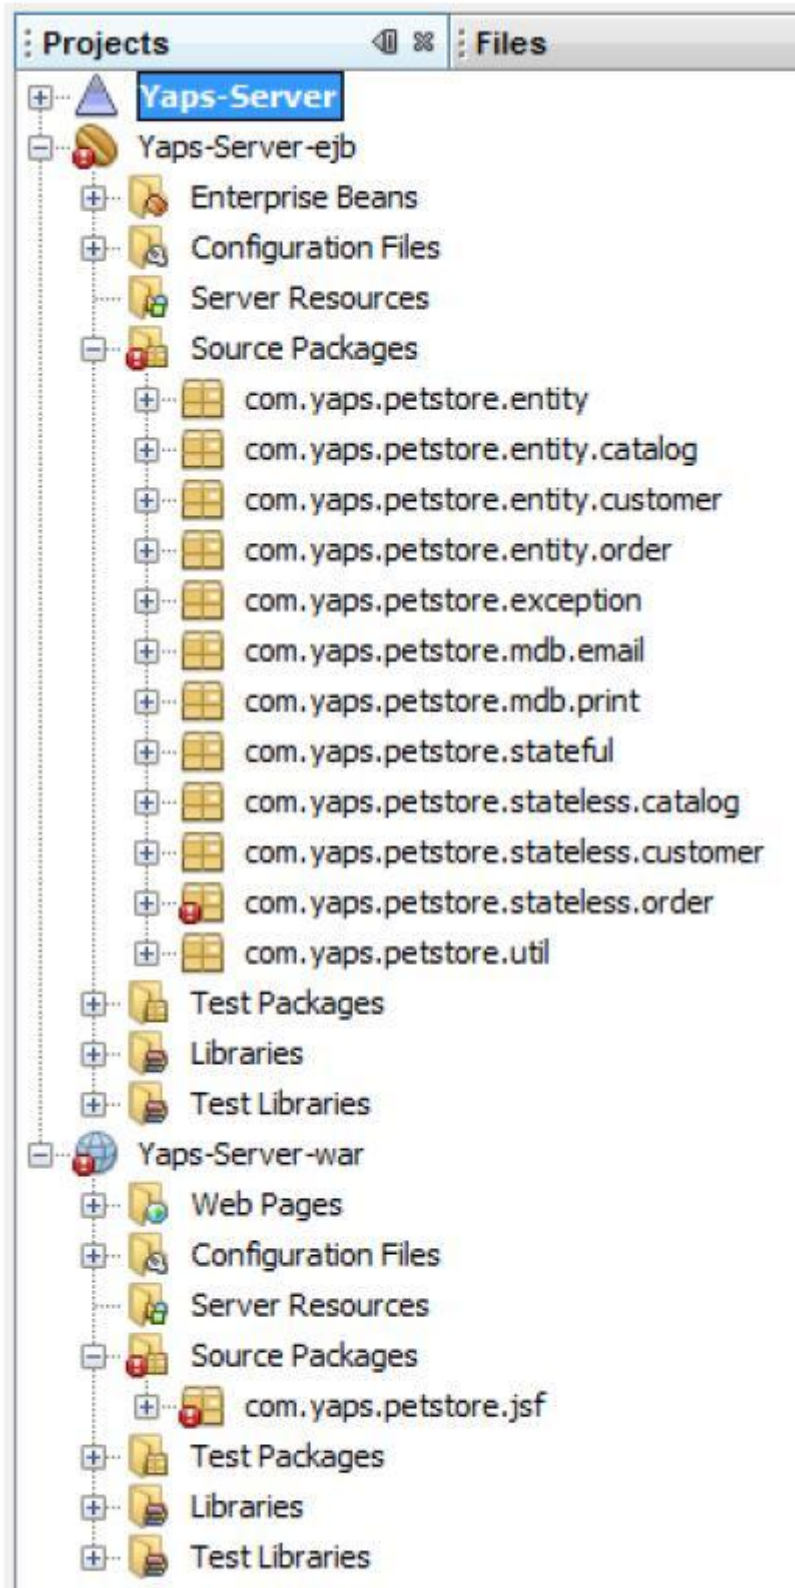 Projects Files
Yaps-Server
Yaps-Server-ejb
Enterprise Beans
Configuration Files
Server Resources
Source Packages
com.yaps.petstore.entity
com.yaps.petstore.entity.catalog
com.yaps.petstore.entity.customer
com.yaps.petstore.entity.order
com.yaps.petstore.exception
com.yaps.petstore.mdb.email
com.yaps.petstore.mdb.print
com.yaps.petstore.stateful
com.yaps.petstore.stateless.catalog
com.yaps.petstore.stateless.customer
com.yaps.petstore.stateless.order
com.yaps.petstore.util
Test Packages
Libraries
Test Libraries
Yaps-Server-war
Web Pages
Configuration Files
Server Resources
Source Packages
com.yaps.petstore.jsf
Test Packages
Libraries
Test Libraries